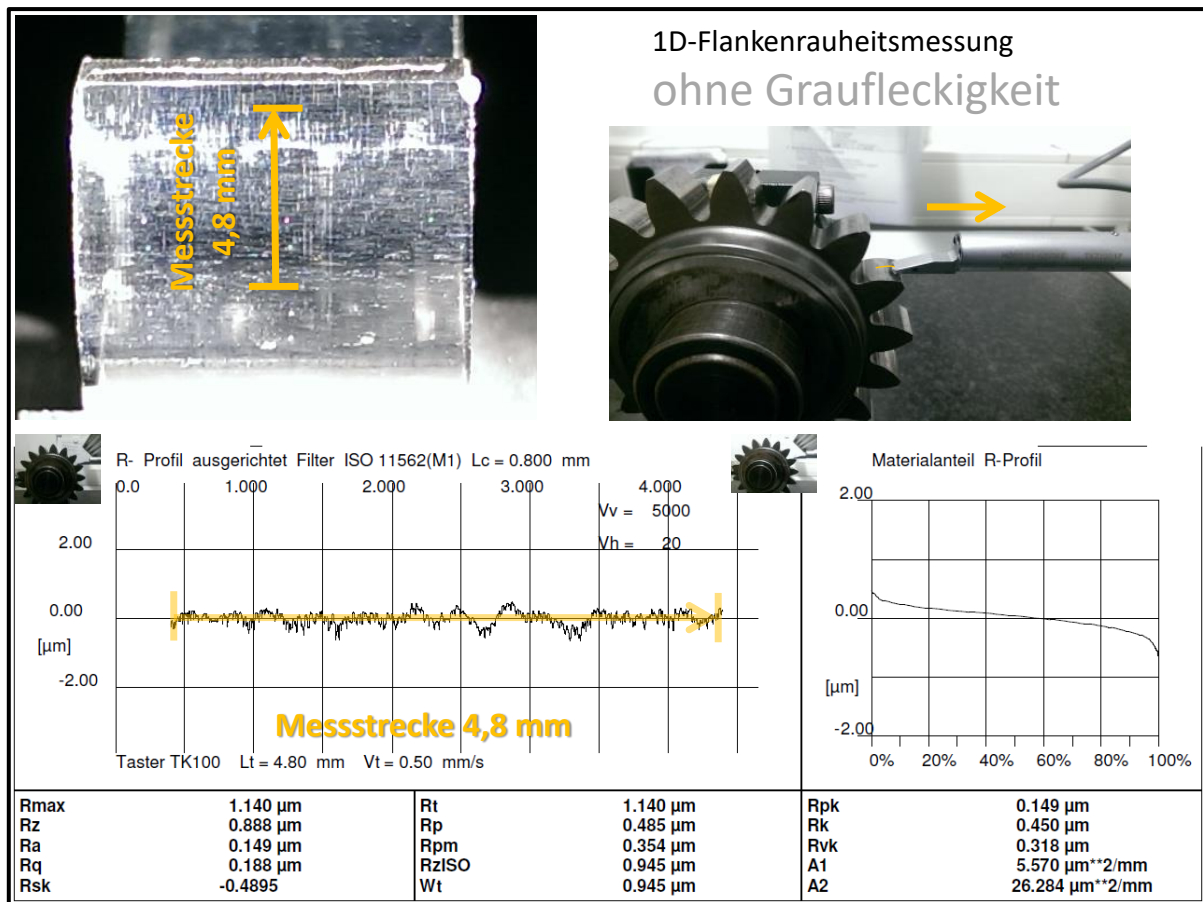 1D-Flankenrauheitsmessung
ohne Graufleckigkeit
Messstrecke
4,8 mm
R- Profil ausgerichtet Filter ISO 11562(M1) Lc = 0.800 mm
0.0 1.000 2.000 3.000 4.000
Vv = 5000
Vh = 20
2.00
0.00
[µm]
-2.00
Messstrecke 4,8 mm
Taster TK100 Lt = 4.80 mm Vt = 0.50 mm/s
Materialanteil R-Profil
2.00
0.00
[µm]
-2.00
0% 20% 40% 60% 80% 100%
Rmax 1.140 µm
Rz 0.888 µm
Ra 0.149 µm
Rq 0.188 µm
Rsk -0.4895
Rt 1.140 µm
Rp 0.485 µm
Rpm 0.354 µm
RzISO 0.945 µm
Wt 0.945 µm
Rpk 0.149 µm
Rk 0.450 µm
Rvk 0.318 µm
A1 5.570 µm**2/mm
A2 26.284 µm**2/mm